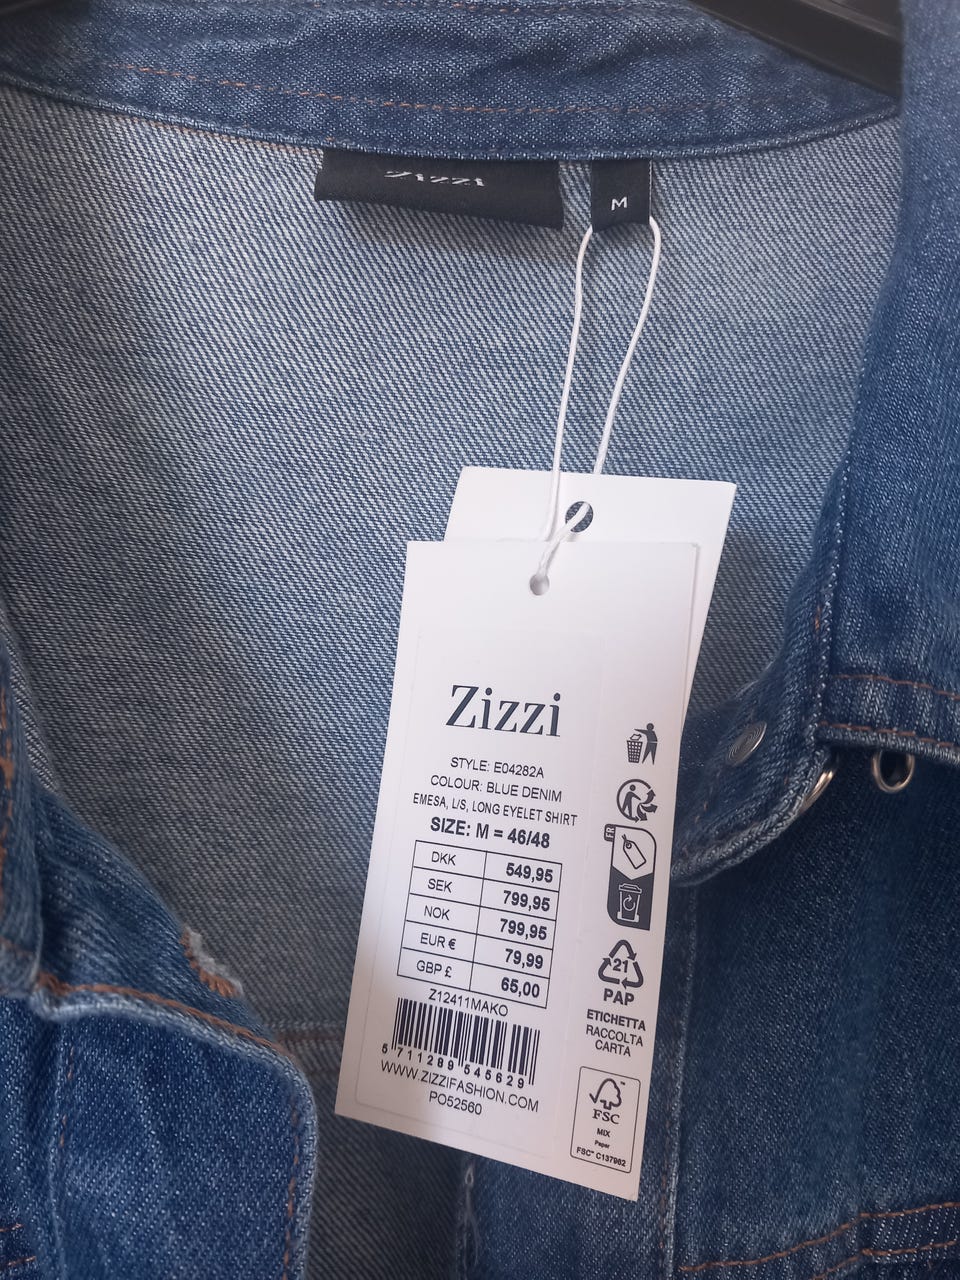 Zizzi
M
Zizzi
STYLE: E04282A
COLOUR: BLUE DENIM
EMESA, L/S, LONG EYELET SHIRT
SIZE: M = 46/48
DKK 549,95
SEK 799,95
NOK 799,95
EUR € 79,99
GBP £ 65,00
Z12411MAKO
5 711289 545629
WWW.ZIZZIFASHION.COM
PO52560
FR
21
PAP
ETICHETTA
RACCOLTA
CARTA
FSC
MIX
Paper
FSC™ C137962